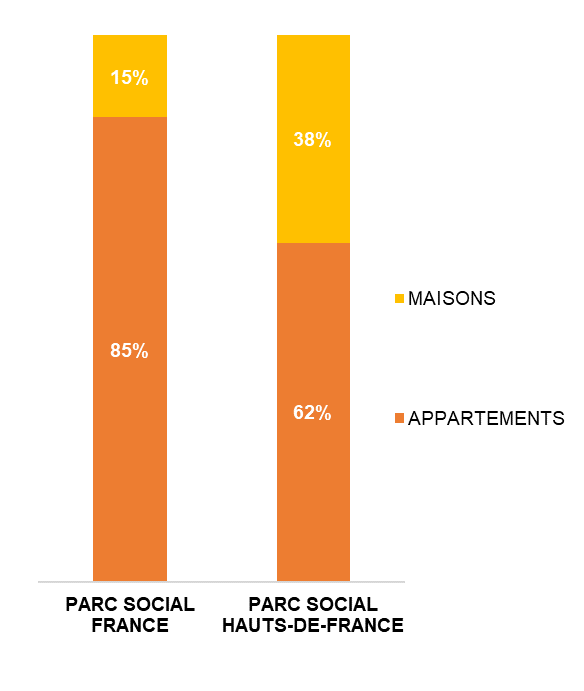 15%
38%
MAISONS
85%
62%
APPARTEMENTS
PARC SOCIAL
FRANCE
PARC SOCIAL
HAUTS-DE-FRANCE